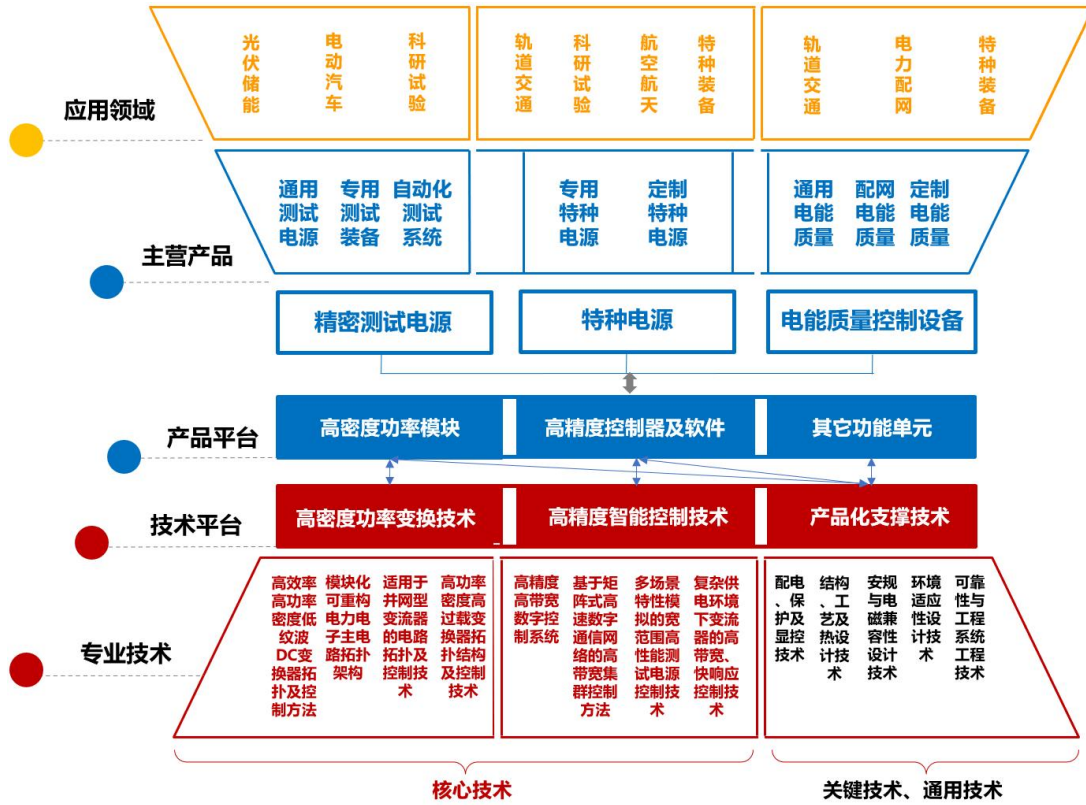 光伏储能
电动汽车
科研试验
轨道交通
科研试验
航空航天
特种装备
轨道交通
电力配网
特种装备
应用领域
通用
测试
电源
专用
测试
装备
自动化
测试
系统
专用
特种
电源
定制
特种
电源
通用
电能
质量
配网
电能
质量
定制
电能
质量
主营产品
精密测试电源
特种电源
电能质量控制设备
产品平台
高密度功率模块
高精度控制器及软件
其它功能单元
技术平台
高密度功率变换技术
高精度智能控制技术
产品化支撑技术
专业技术
高效率
高功率
密度低
纹波
DC变
换器拓
扑及控
制方法
模块化
可重构
电力电
子主电
路拓扑
架构
适用于
并网型
变流器
的电路
拓扑及
控制技
术
高功率
密度高
过载变
换器拓
扑结构
及控制
技术
高精度
高带宽
数字控
制系统
基于矩
阵式高
速数字
通信网
络的高
带宽集
群控制
方法
多场景
特性模
拟的宽
范围高
性能测
试电源
控制技
术
复杂供
电环境
下变流
器的高
带宽、
快响应
控制技
术
配电
、保
护及
显控
技术
结构
、工
艺及
热设
计技
术
安规
与电
磁兼
容性
设计
技术
环境
适应
性设
计技
术
可靠
性与
工程
系统
工程
技术
核心技术
关键技术、通用技术